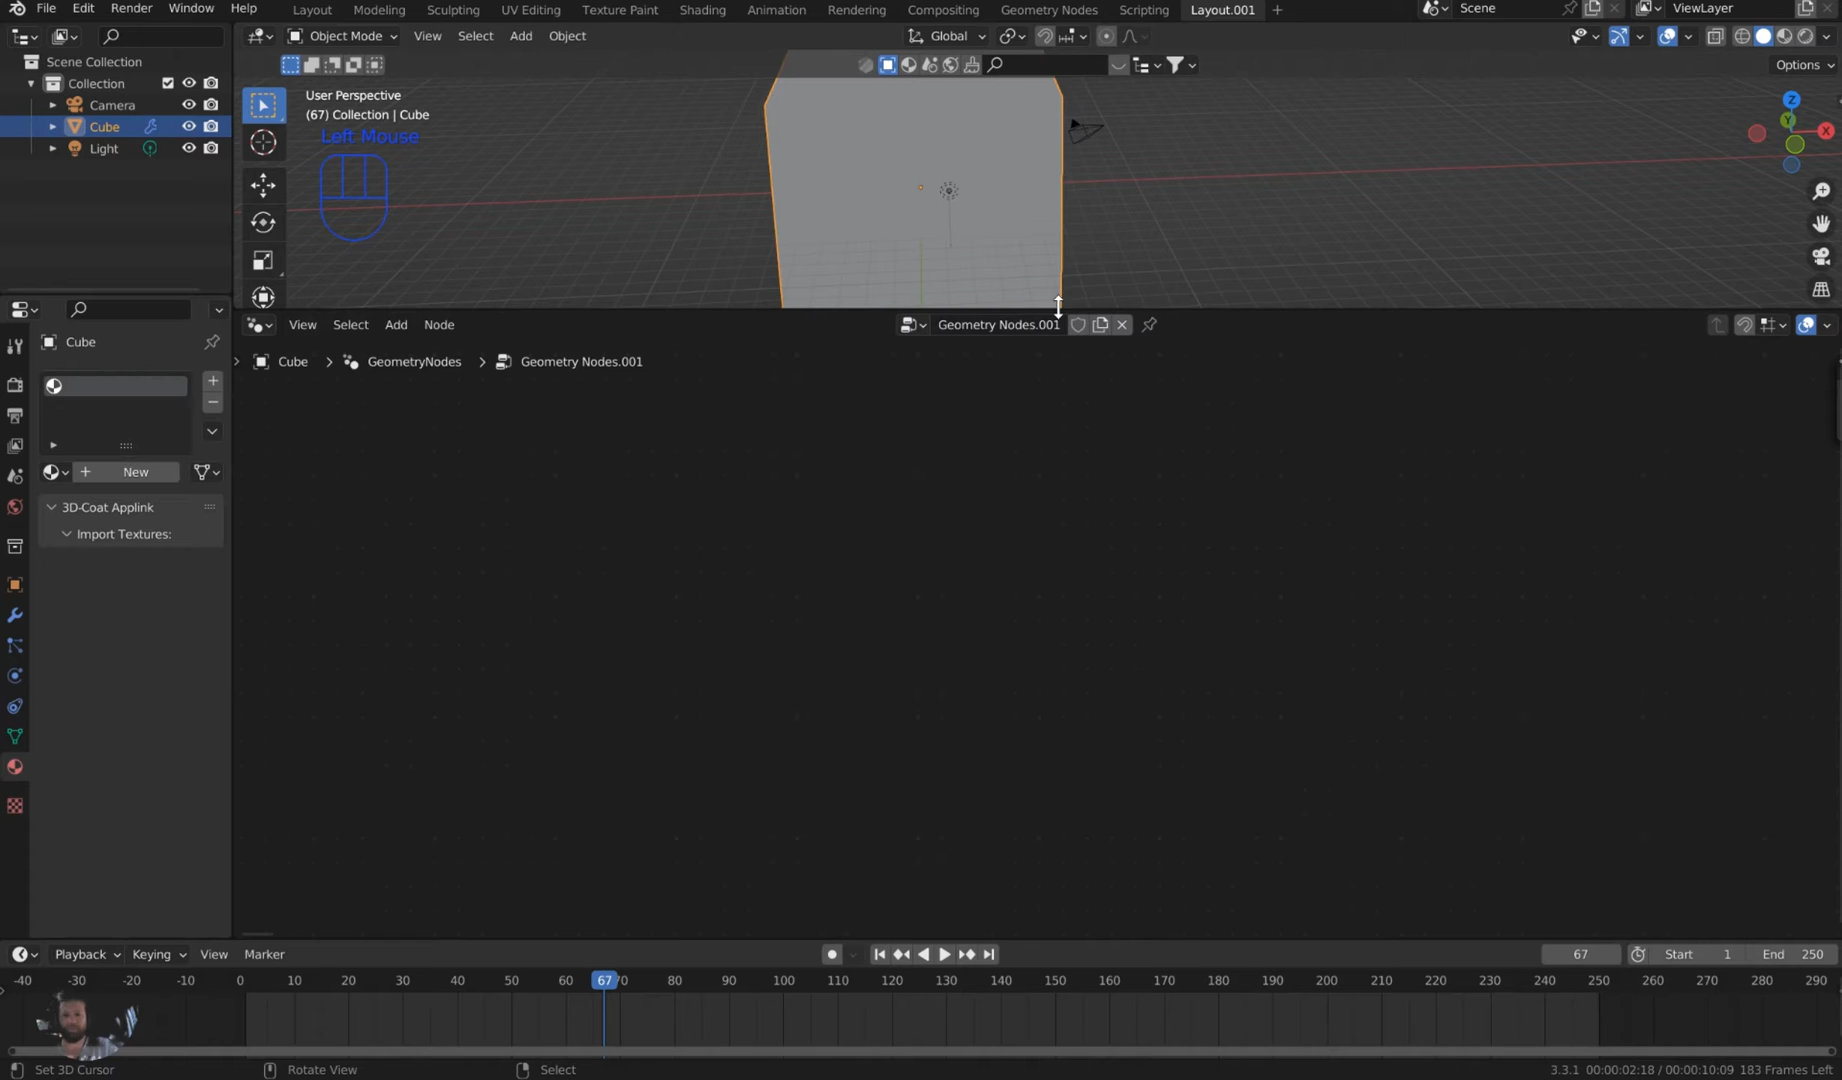 File Edit Render Window Help Layout Modeling Sculpting UV Editing Texture Paint Shading Animation Compositing Rendering Geometry Nodes Scripting Layout.001 + Scene ViewLayer
Object Mode View Select Add Object Global
Scene Collection
Options
Collection
User Perspective
Camera
(67) Collection | Cube
Cube
Left Mouse
Light
X
Y
Z
View Select Add Node Geometry Nodes.001
Cube
Cube > GeometryNodes > Geometry Nodes.001
+ New
3D-Coat Applink
Import Textures:
Playback Keying View Marker 67 Start 1 End 250
-40 -30 -20 -10 0 10 20 30 40 50 60 67 70 80 90 100 110 120 130 140 150 160 170 180 190 200 210 220 230 240 250 260 270 280 290
Set 3D Cursor Rotate View Select 3.3.1 00:00:02:18 / 00:00:10:09 183 Frames Left